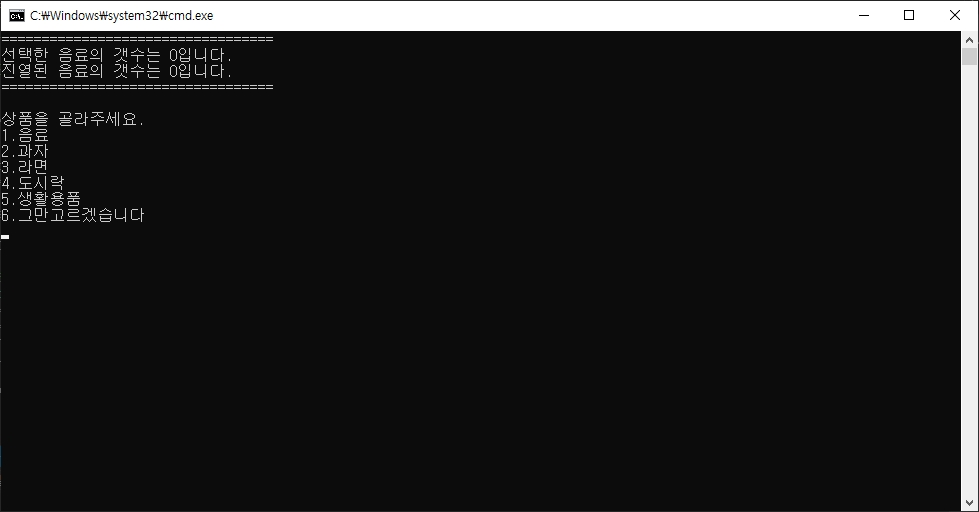 C:₩Windows₩system32₩cmd.exe
==================================
선택한 음료의 갯수는 0입니다.
진열된 음료의 갯수는 0입니다.
==================================
상품을 골라주세요.
1.음료
2.과자
3.라면
4.도시락
5.생활용품
6.그만고르겠습니다